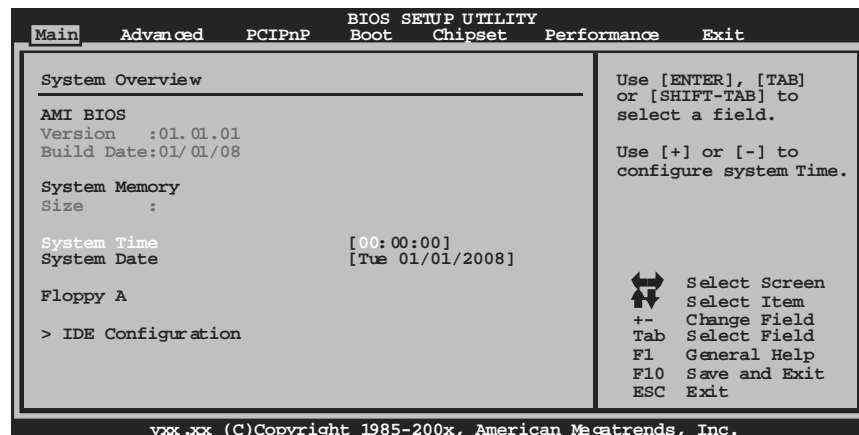 BIOS SETUP UTILITY
Main Advanced PCIPnP Boot Chipset Performance Exit
System Overview
AMI BIOS
Version :01.01.01
Build Date:01/01/08
System Memory
Size :
System Time [00:00:00]
System Date [Tue 01/01/2008]
Floppy A
> IDE Configuration
Use [ENTER], [TAB]
or [SHIFT-TAB] to
select a field.
Use [+] or [-] to
configure system Time.
Select Screen
Select Item
+- Change Field
Tab Select Field
F1 General Help
F10 Save and Exit
ESC Exit
vxx.xx (C)Copyright 1985-200x, American Megatrends, Inc.